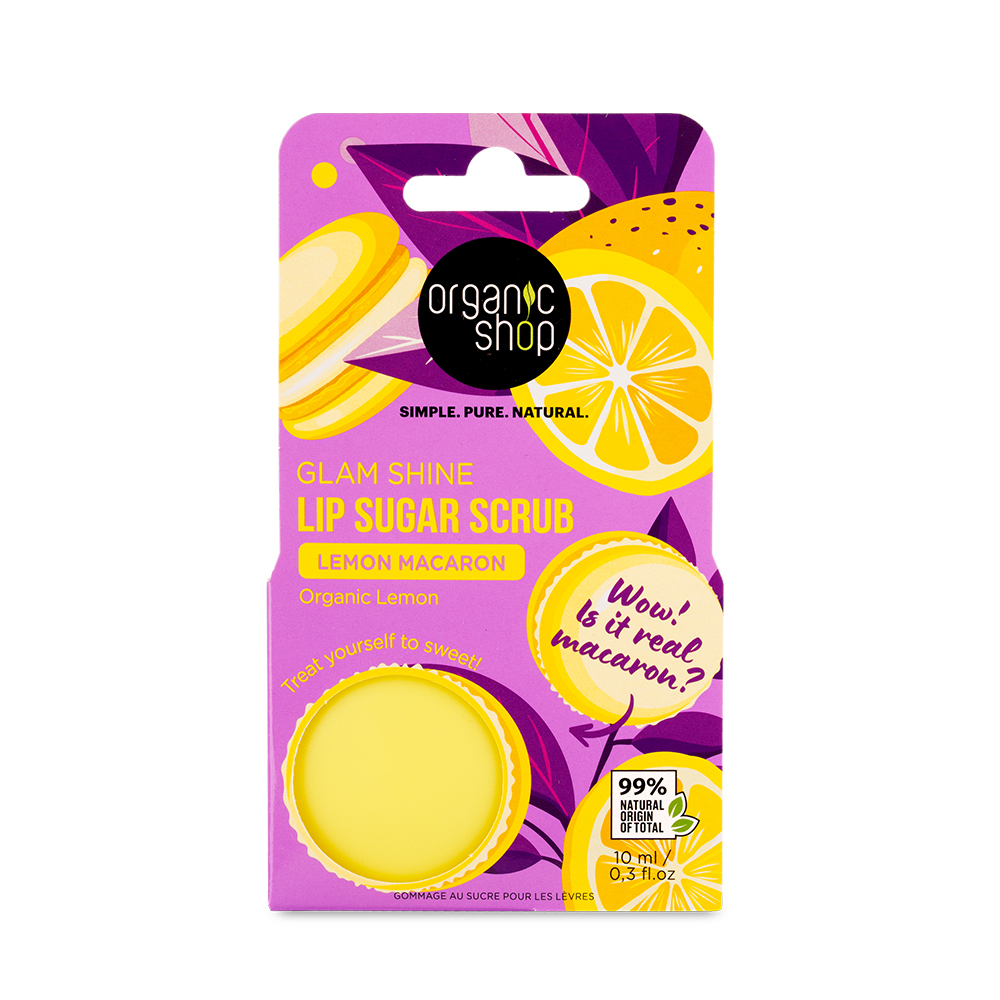 organic
shop
SIMPLE. PURE. NATURAL.
GLAM SHINE
LIP SUGAR SCRUB
LEMON MACARON
Organic Lemon
Wow!
Is it real
macaron?
Treat yourself to sweet!
99%
NATURAL
ORIGIN
OF TOTAL
10 ml /
0,3 fl.oz
GOMMAGE AU SUCRE POUR LES LÈVRES